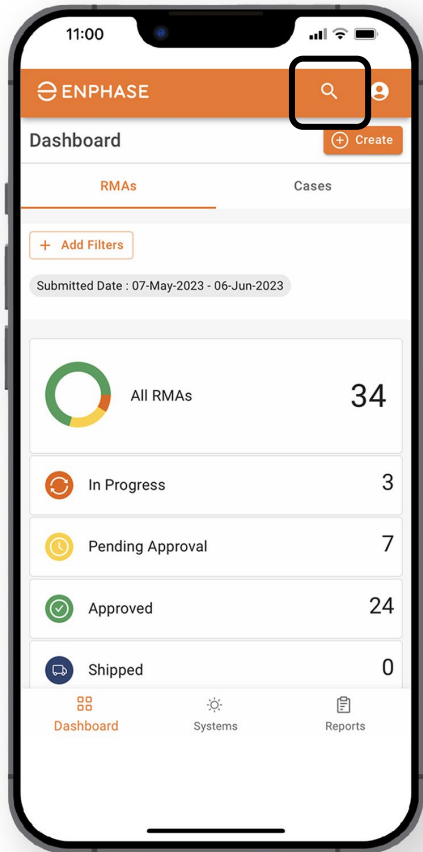 11:00
ENPHASE
Dashboard
Create
RMAs
Cases
+ Add Filters
Submitted Date : 07-May-2023 - 06-Jun-2023
All RMAs
34
In Progress
3
Pending Approval
7
Approved
24
Shipped
0
Dashboard
Systems
Reports